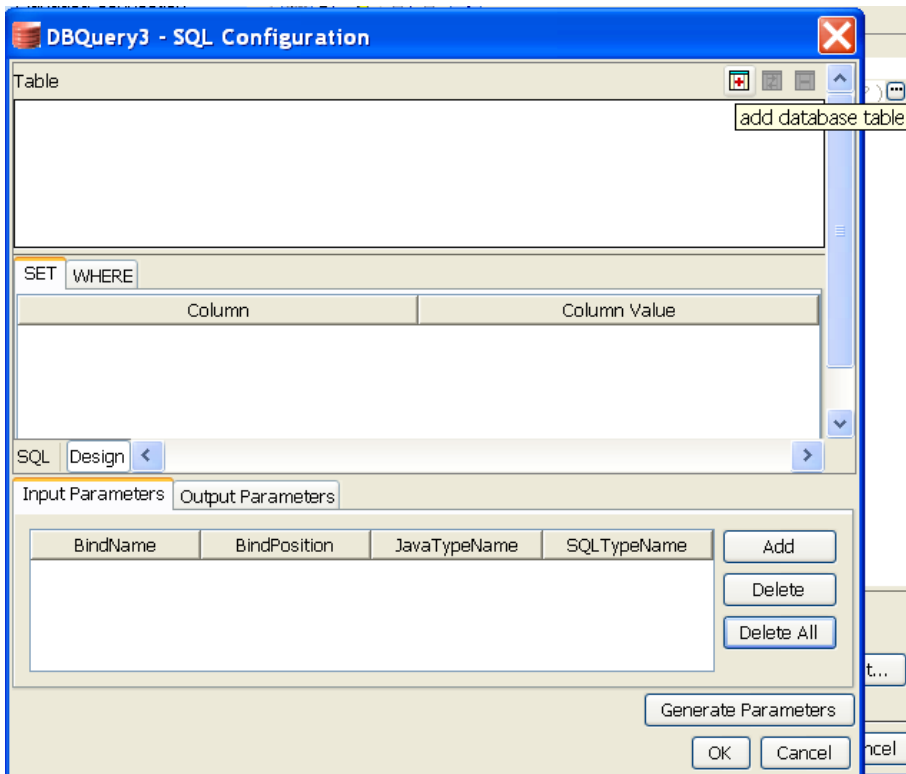 DBQuery3 - SQL Configuration
Table
add database table
SET WHERE
Column Column Value
SQL Design
Input Parameters Output Parameters
BindName BindPosition JavaTypeName SQLTypeName
Add
Delete
Delete All
t...
Generate Parameters
OK Cancel
ncel